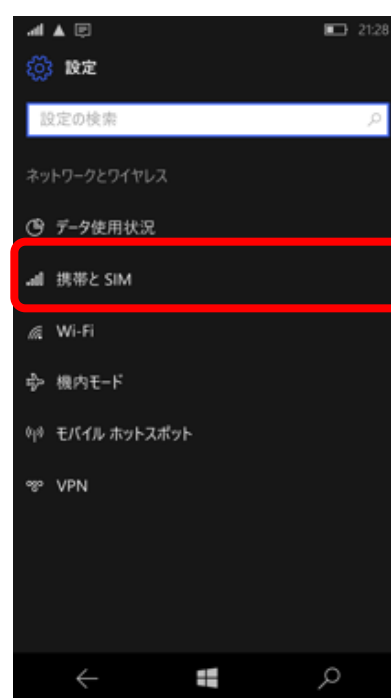 21:28
設定
設定の検索
ネットワークとワイヤレス
データ使用状況
携帯と SIM
Wi-Fi
機内モード
モバイル ホットスポット
VPN